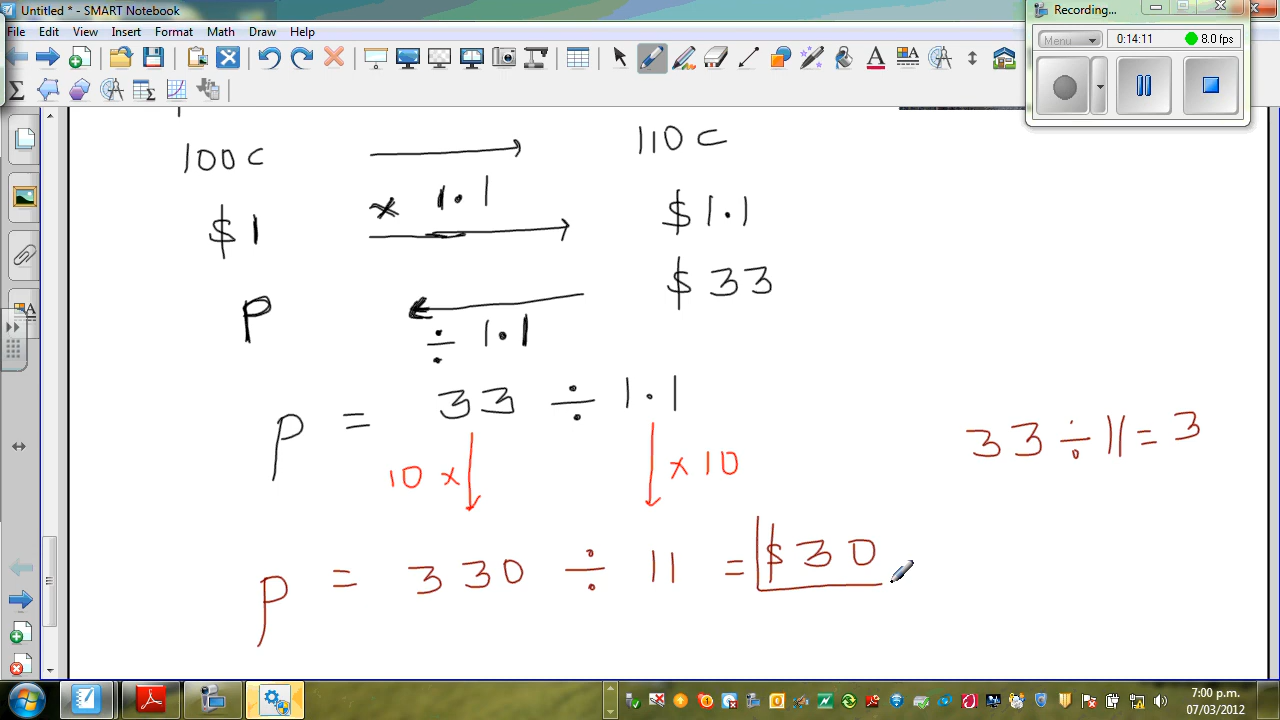 Untitled * - SMART Notebook
Recording...
File Edit View Insert Format Math Draw Help
Menu
0:14:11
8.0 fps
100c 110c
× 1.1
$1 $1.1
p $33
÷ 1.1
p = 33 ÷ 1.1
33 ÷ 11 = 3
10 × × 10
p = 330 ÷ 11 = $30
7:00 p.m.
07/03/2012